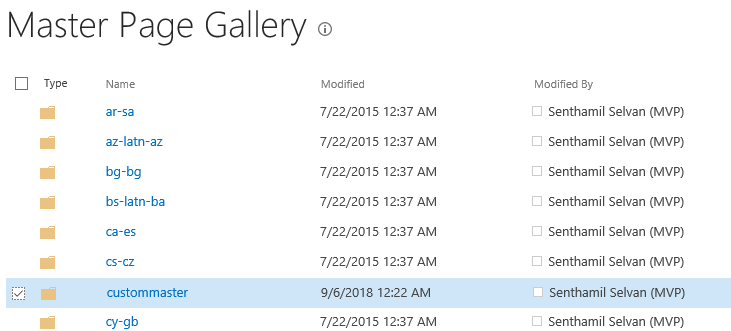 Master Page Gallery
Type Name Modified Modified By
ar-sa 7/22/2015 12:37 AM Senthamil Selvan (MVP)
az-latn-az 7/22/2015 12:37 AM Senthamil Selvan (MVP)
bg-bg 7/22/2015 12:37 AM Senthamil Selvan (MVP)
bs-latn-ba 7/22/2015 12:37 AM Senthamil Selvan (MVP)
ca-es 7/22/2015 12:37 AM Senthamil Selvan (MVP)
cs-cz 7/22/2015 12:37 AM Senthamil Selvan (MVP)
custommaster 9/6/2018 12:22 AM Senthamil Selvan (MVP)
cy-gb 7/22/2015 12:37 AM Senthamil Selvan (MVP)